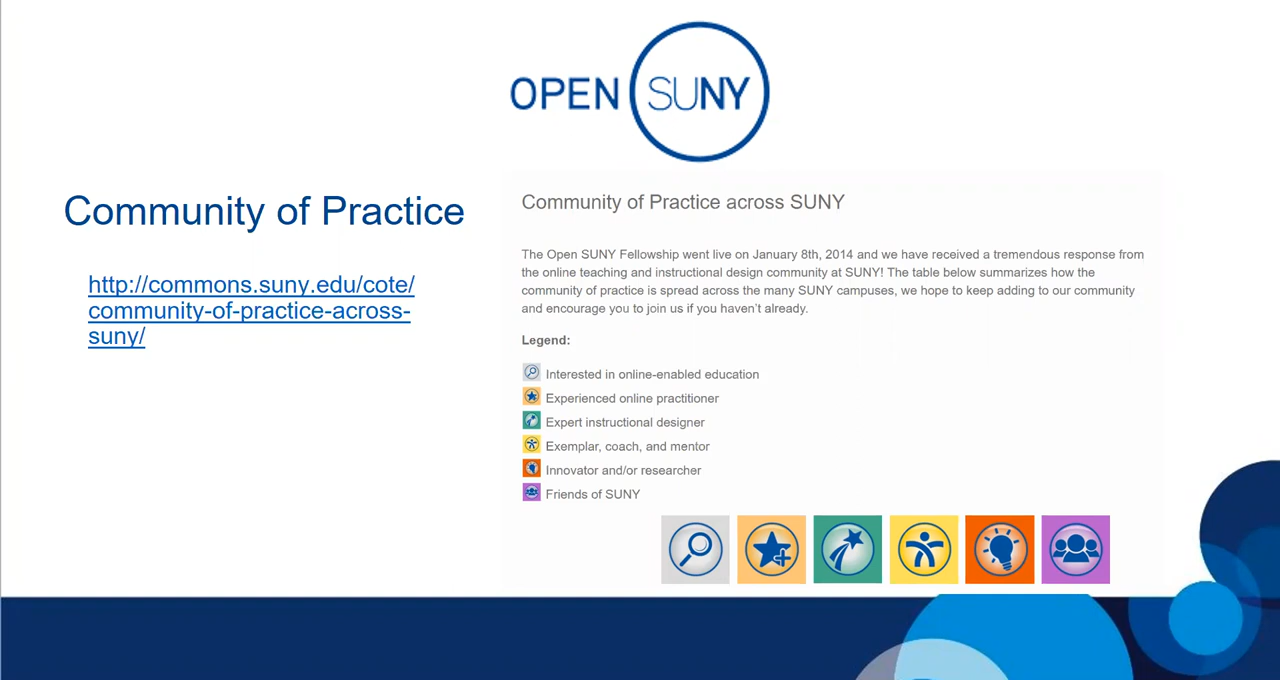 OPEN SUNY
Community of Practice
http://commons.suny.edu/cote/
community-of-practice-across-
suny/
Community of Practice across SUNY
The Open SUNY Fellowship went live on January 8th, 2014 and we have received a tremendous response from
the online teaching and instructional design community at SUNY! The table below summarizes how the
community of practice is spread across the many SUNY campuses, we hope to keep adding to our community
and encourage you to join us if you haven't already.
Legend:
Interested in online-enabled education
Experienced online practitioner
Expert instructional designer
Exemplar, coach, and mentor
Innovator and/or researcher
Friends of SUNY